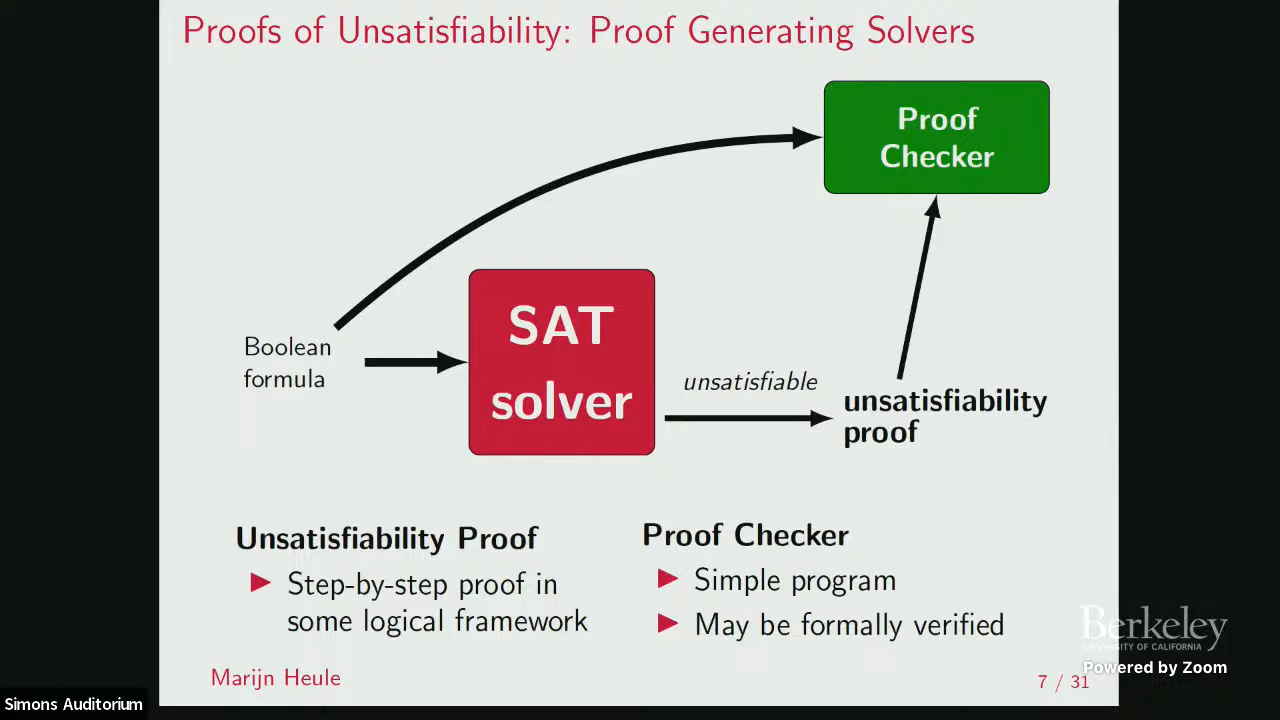 Proofs of Unsatisfiability: Proof Generating Solvers
Proof
Checker
Boolean
formula
SAT
solver
unsatisfiable
unsatisfiability
proof
Unsatisfiability Proof
Step-by-step proof in
some logical framework
Proof Checker
Simple program
May be formally verified
Berkeley
UNIVERSITY OF CALIFORNIA
Powered by Zoom
Marijn Heule
7 / 31
Simons Auditorium